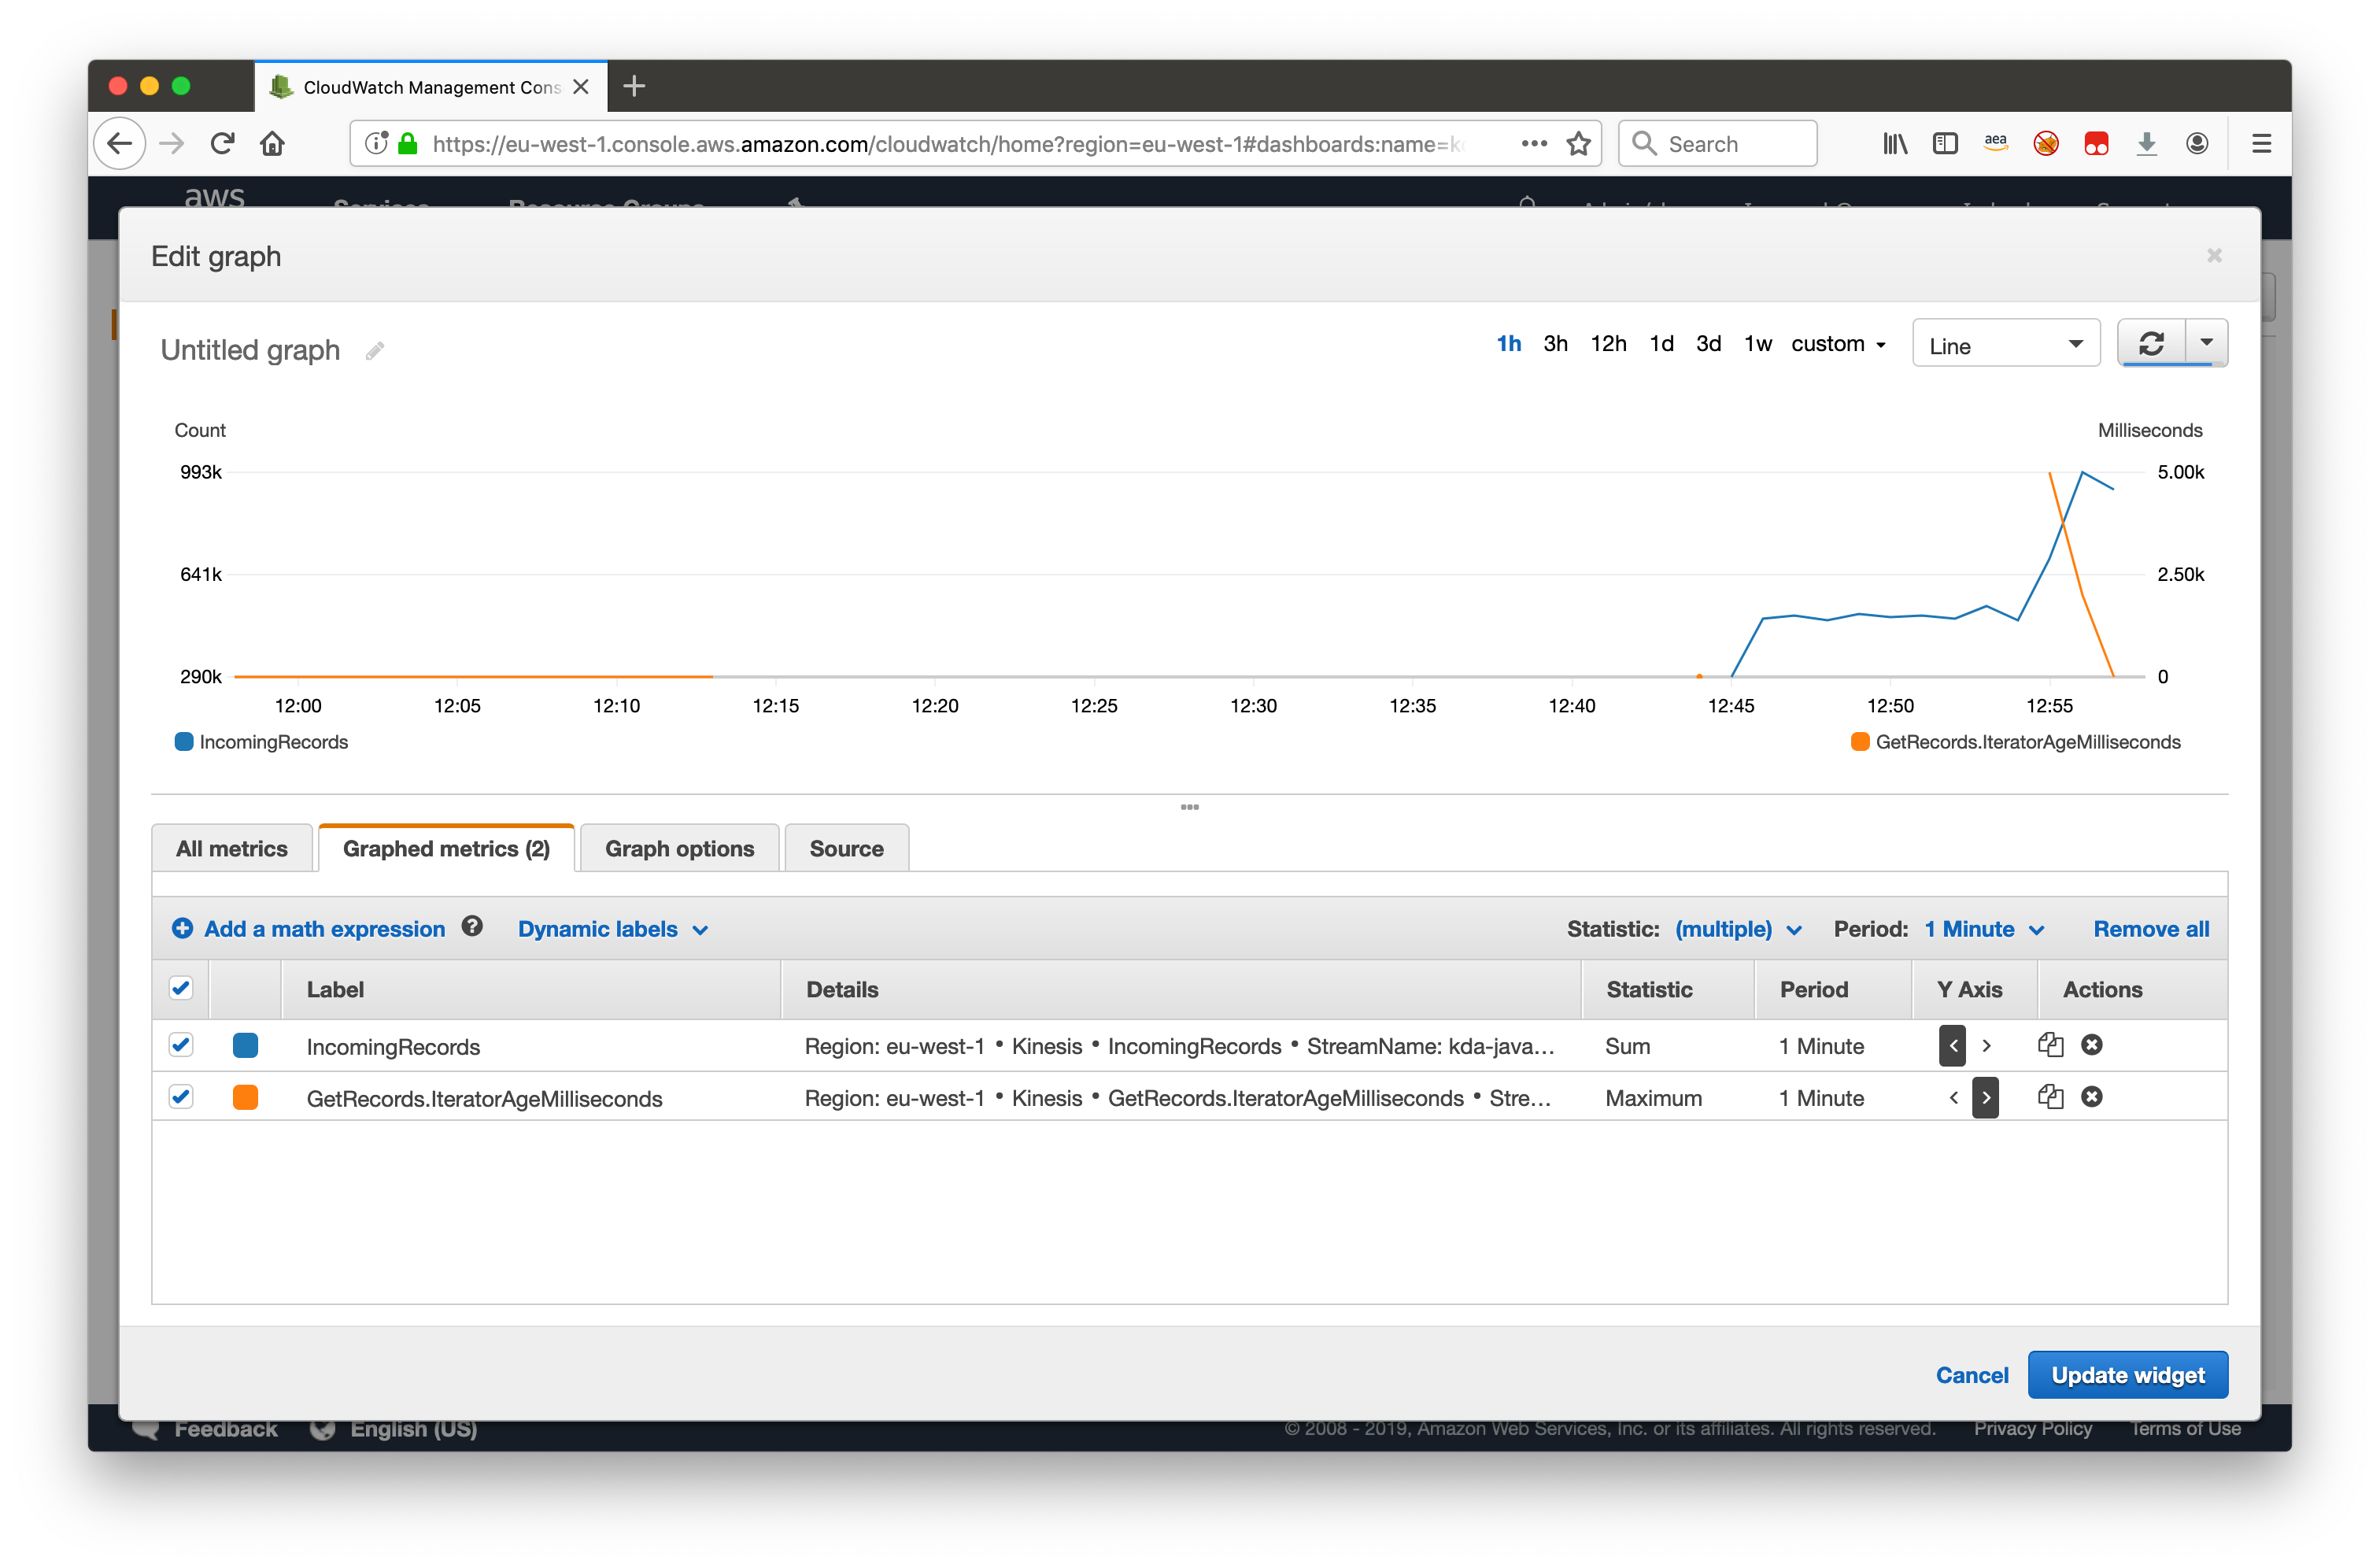 CloudWatch Management Cons
https://eu-west-1.console.aws.amazon.com/cloudwatch/home?region=eu-west-1#dashboards:name=k
Search
aea
aws
Services Resource Groups
Edit graph
Untitled graph
1h 3h 12h 1d 3d 1w custom
Line
Count
Milliseconds
993k
5.00k
641k
2.50k
290k
0
12:00 12:05 12:10 12:15 12:20 12:25 12:30 12:35 12:40 12:45 12:50 12:55
IncomingRecords
GetRecords.IteratorAgeMilliseconds
All metrics
Graphed metrics (2)
Graph options
Source
Add a math expression ? Dynamic labels
Statistic: (multiple) Period: 1 Minute Remove all
Label Details Statistic Period Y Axis Actions
IncomingRecords Region: eu-west-1 • Kinesis • IncomingRecords • StreamName: kda-java... Sum 1 Minute < >
GetRecords.IteratorAgeMilliseconds Region: eu-west-1 • Kinesis • GetRecords.IteratorAgeMilliseconds • Stre... Maximum 1 Minute < >
Cancel
Update widget
Feedback
English (US)
© 2008 - 2019, Amazon Web Services, Inc. or its affiliates. All rights reserved.
Privacy Policy
Terms of Use